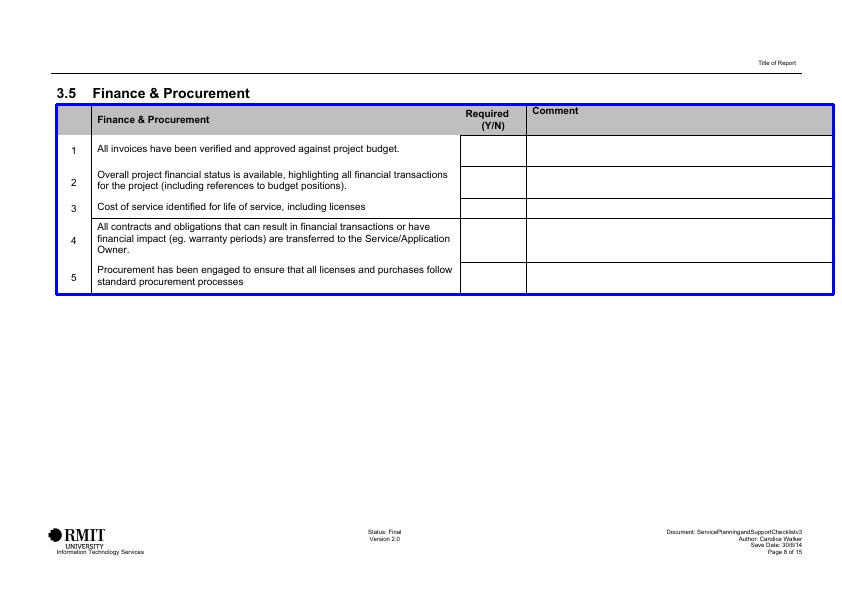 Title of Report
3.5 Finance & Procurement
Finance & Procurement
Required
(Y/N)
Comment
1
All invoices have been verified and approved against project budget.
2
Overall project financial status is available, highlighting all financial transactions
for the project (including references to budget positions).
3
Cost of service identified for life of service, including licenses
4
All contracts and obligations that can result in financial transactions or have
financial impact (eg. warranty periods) are transferred to the Service/Application
Owner.
5
Procurement has been engaged to ensure that all licenses and purchases follow
standard procurement processes
RMIT
UNIVERSITY
Information Technology Services
Status: Final
Version 2.0
Document: ServicePlanningandSupportChecklistv3
Author: Candice Walker
Save Date: 30/6/14
Page 8 of 15